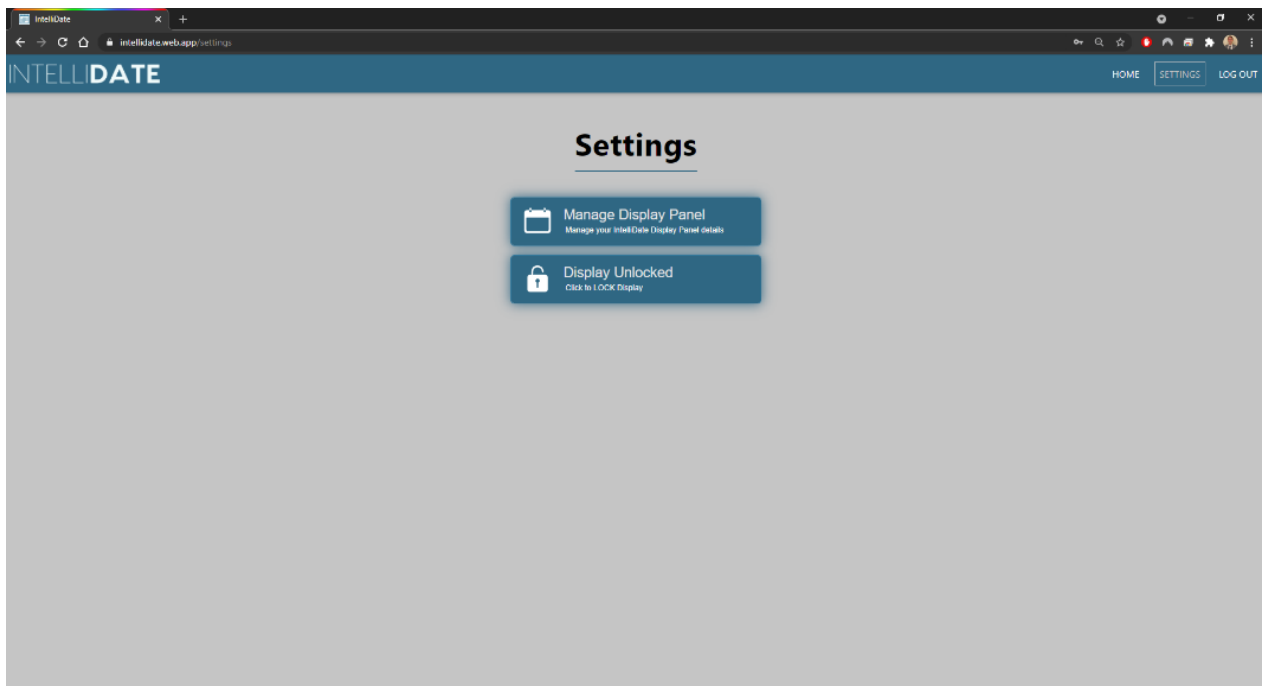 IntelliDate
intellidate.web.app/settings
INTELLIDATE
HOME SETTINGS LOG OUT
Settings
Manage Display Panel
Manage your IntelliDate Display Panel details
Display Unlocked
Click to LOCK Display